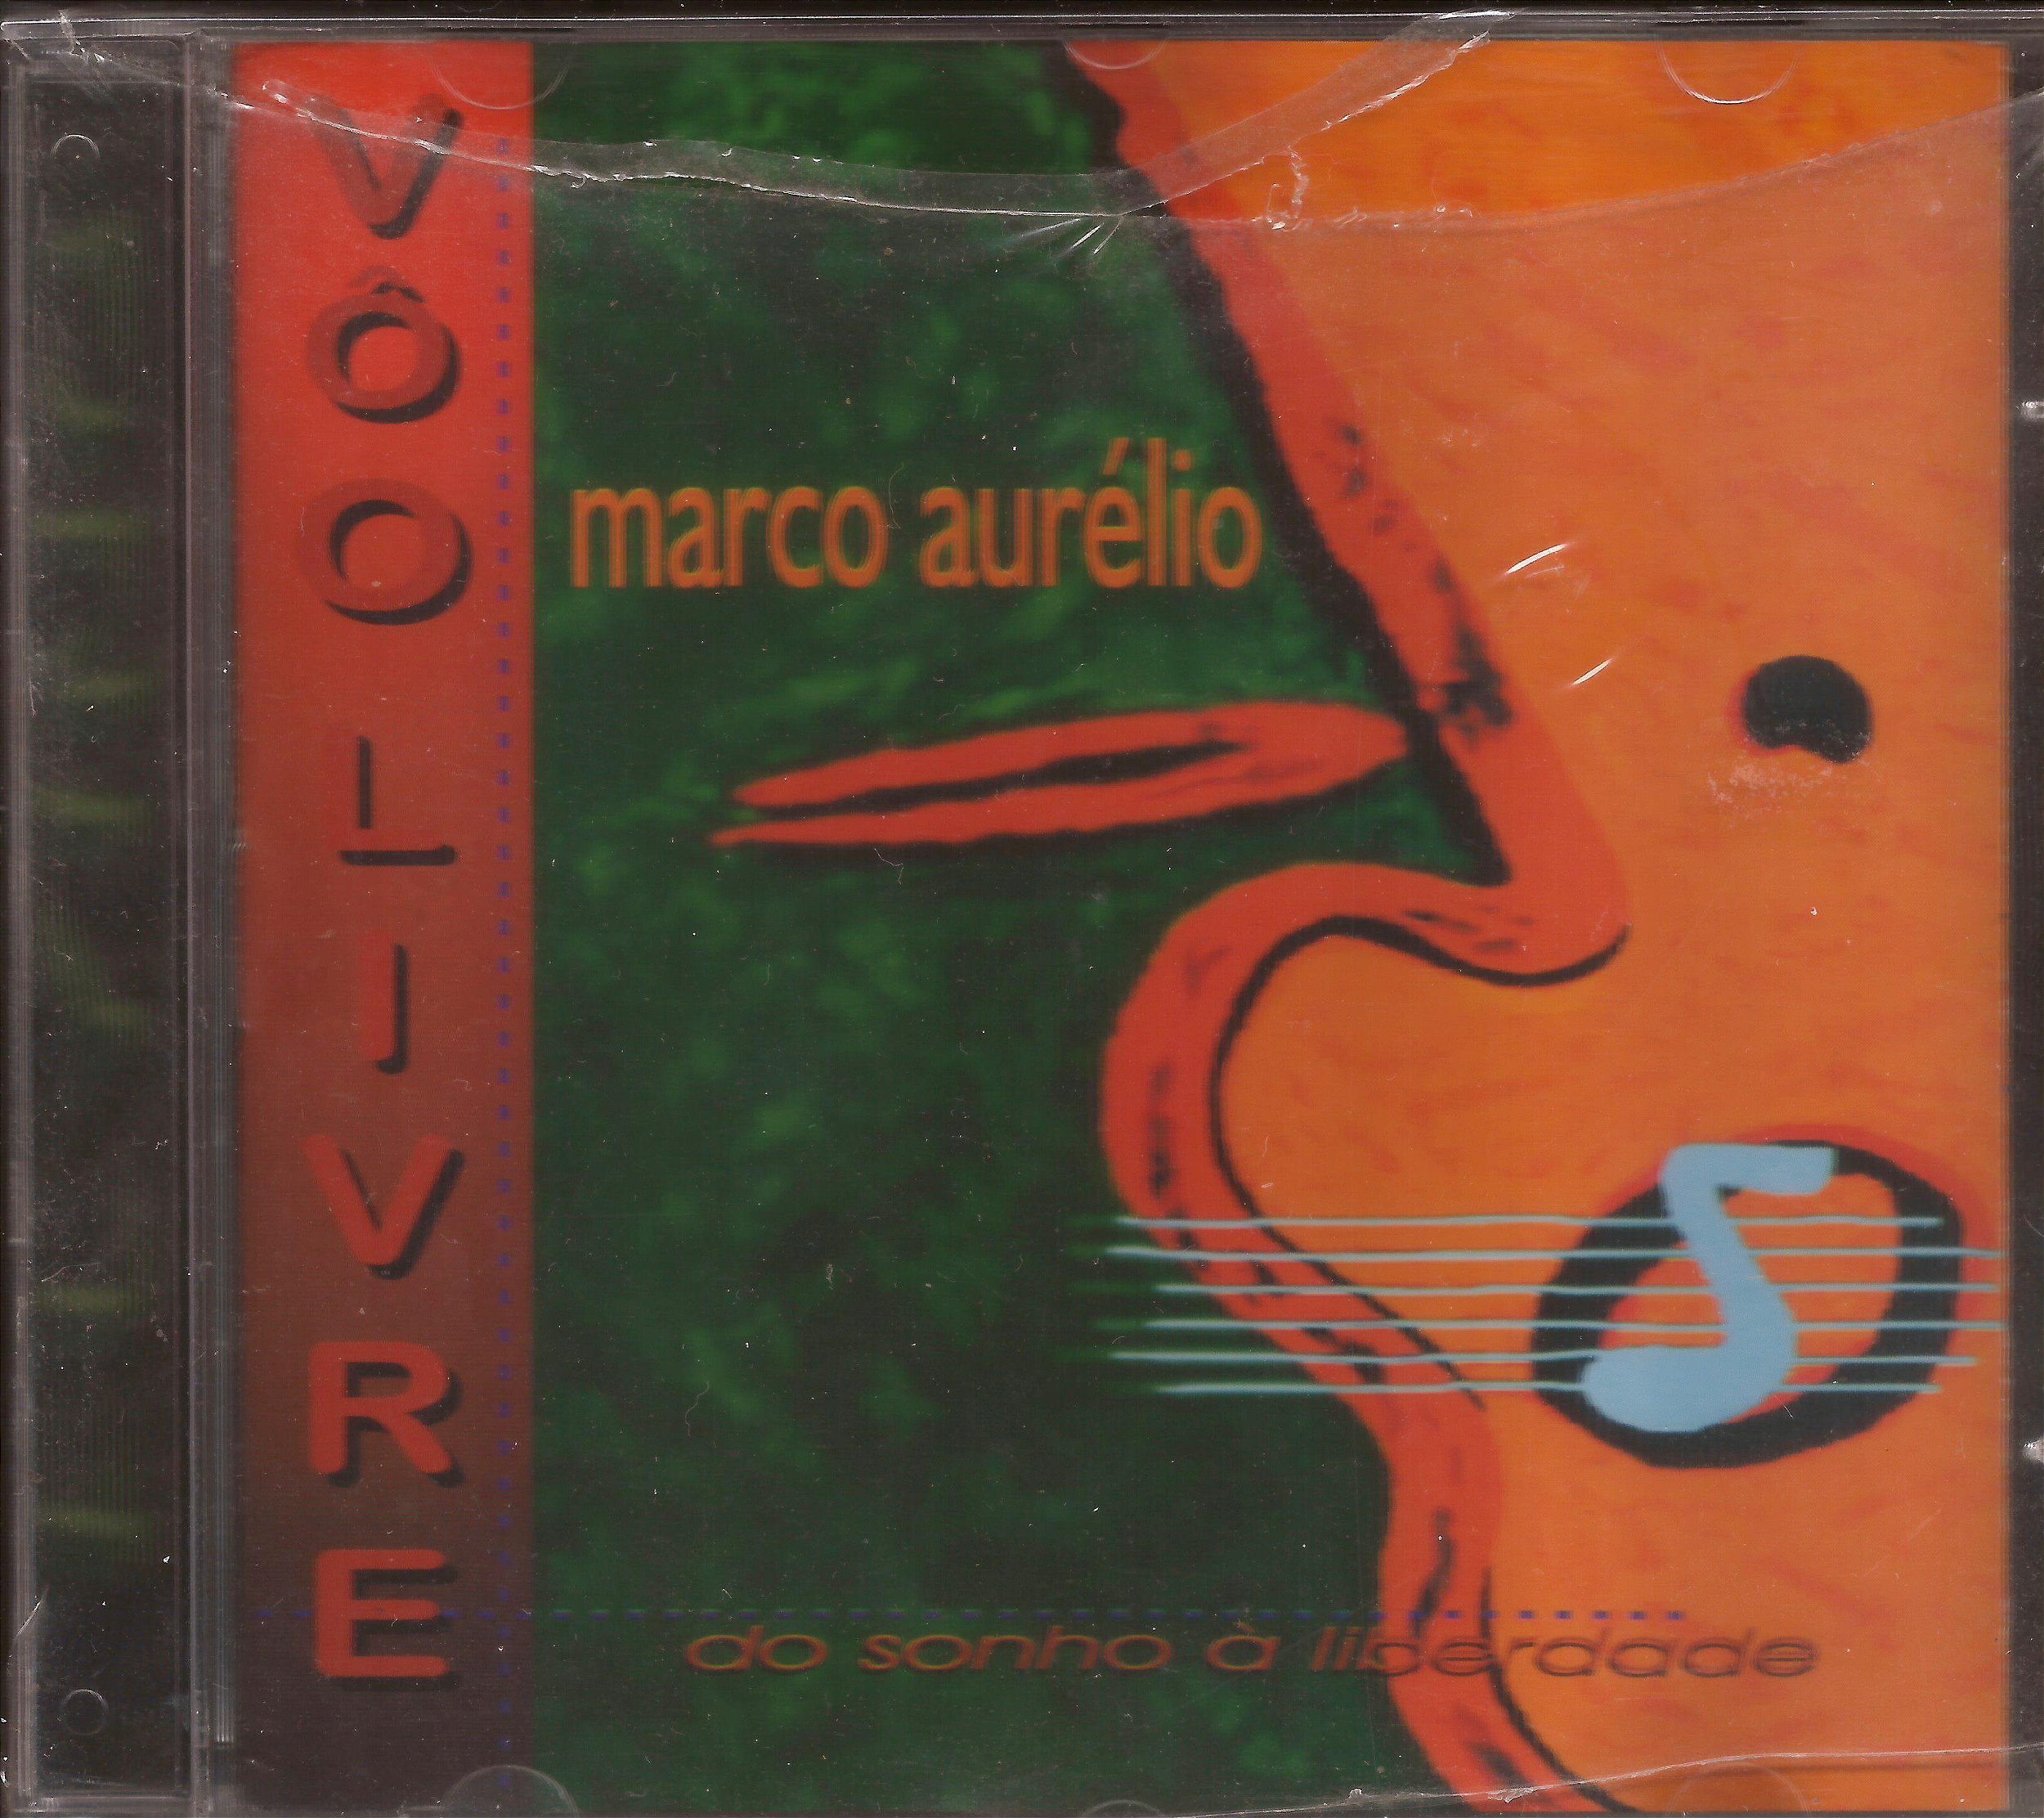 VÔO LIVRE
marco aurélio
do sonho à liberdade